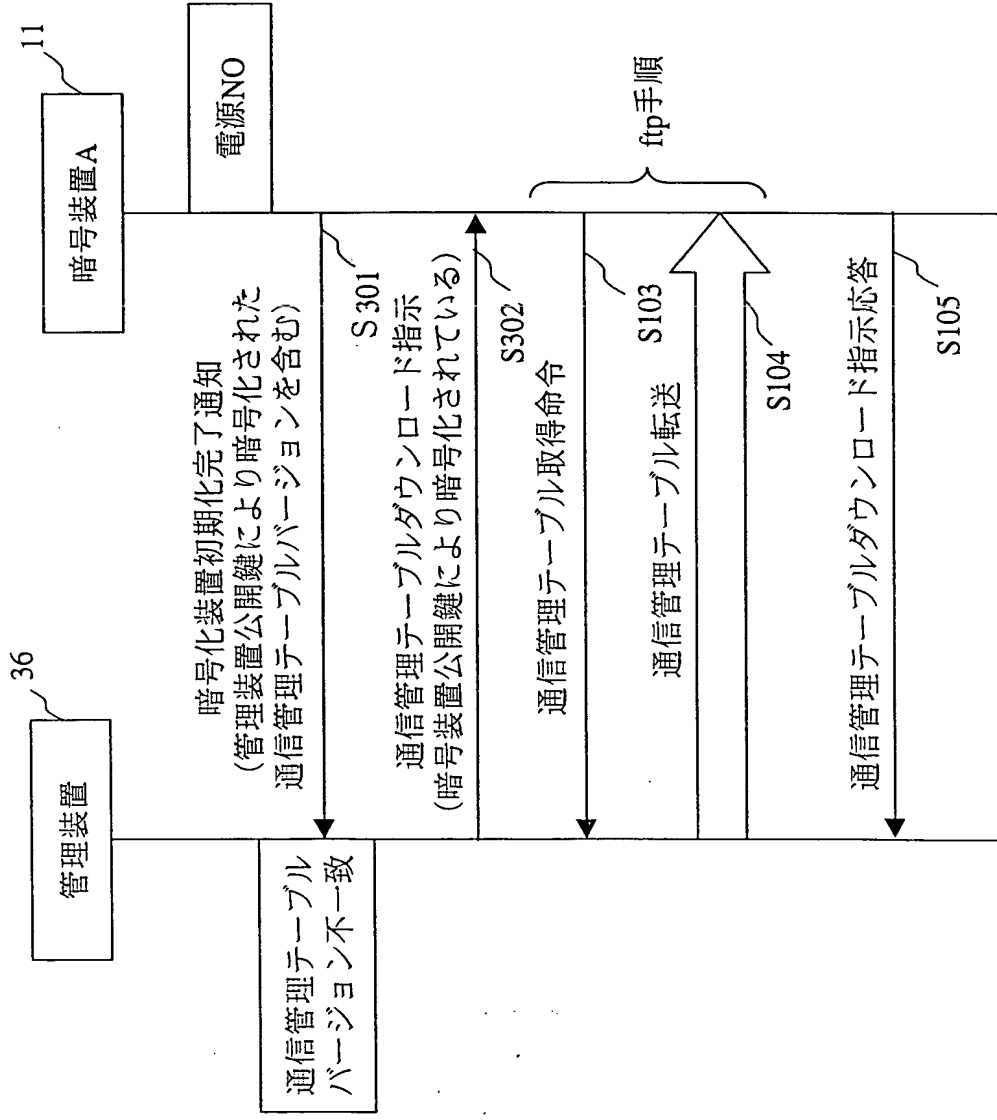 36
管理装置
11
暗号装置A
電源NO
暗号化装置初期化完了通知
(管理装置公開鍵により暗号化された
通信管理テーブルバージョンを含む)
S301
通信管理テーブル
バージョン不一致
通信管理テーブルダウンロード指示
(暗号装置公開鍵により暗号化されている)
S302
通信管理テーブル取得命令
S103
ftp手順
通信管理テーブル転送
S104
通信管理テーブルダウンロード指示応答
S105